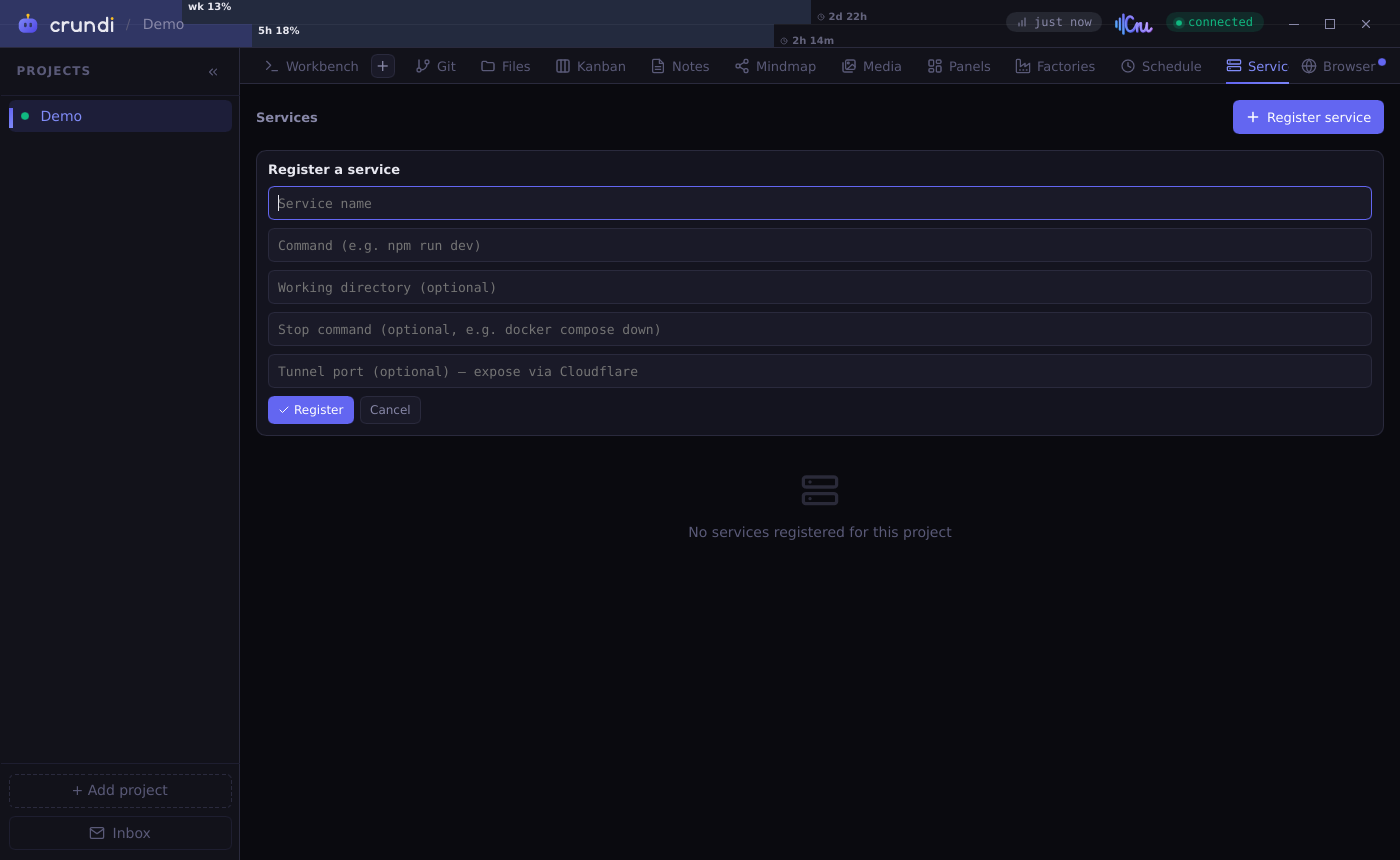 crundi / Demo
wk 13%
2d 22h
5h 18%
2h 14m
just now
Cru
connected
PROJECTS
Workbench
Git
Files
Kanban
Notes
Mindmap
Media
Panels
Factories
Schedule
Servic
Browser
Demo
Services
+ Register service
Register a service
Service name
Command (e.g. npm run dev)
Working directory (optional)
Stop command (optional, e.g. docker compose down)
Tunnel port (optional) — expose via Cloudflare
Register
Cancel
No services registered for this project
+ Add project
Inbox